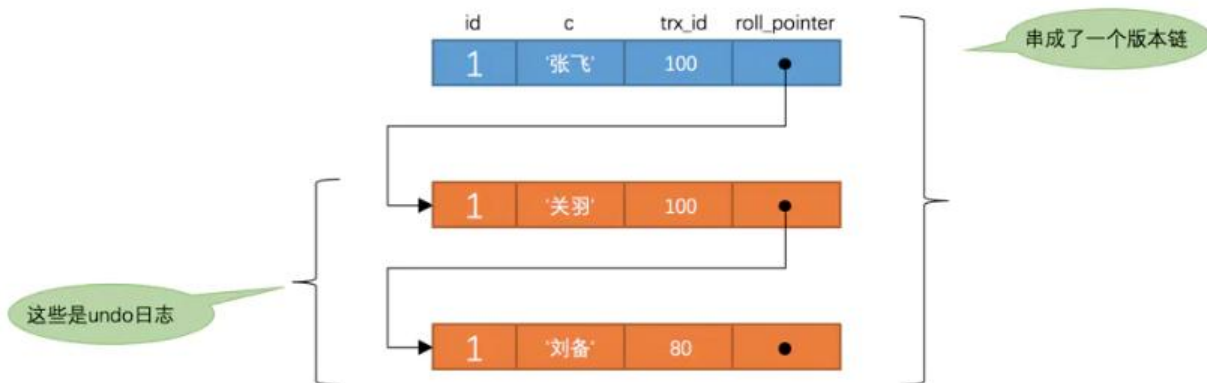 id c trx_id roll_pointer
串成了一个版本链
1 '张飞' 100
1 '关羽' 100
这些是undo日志
1 '刘备' 80